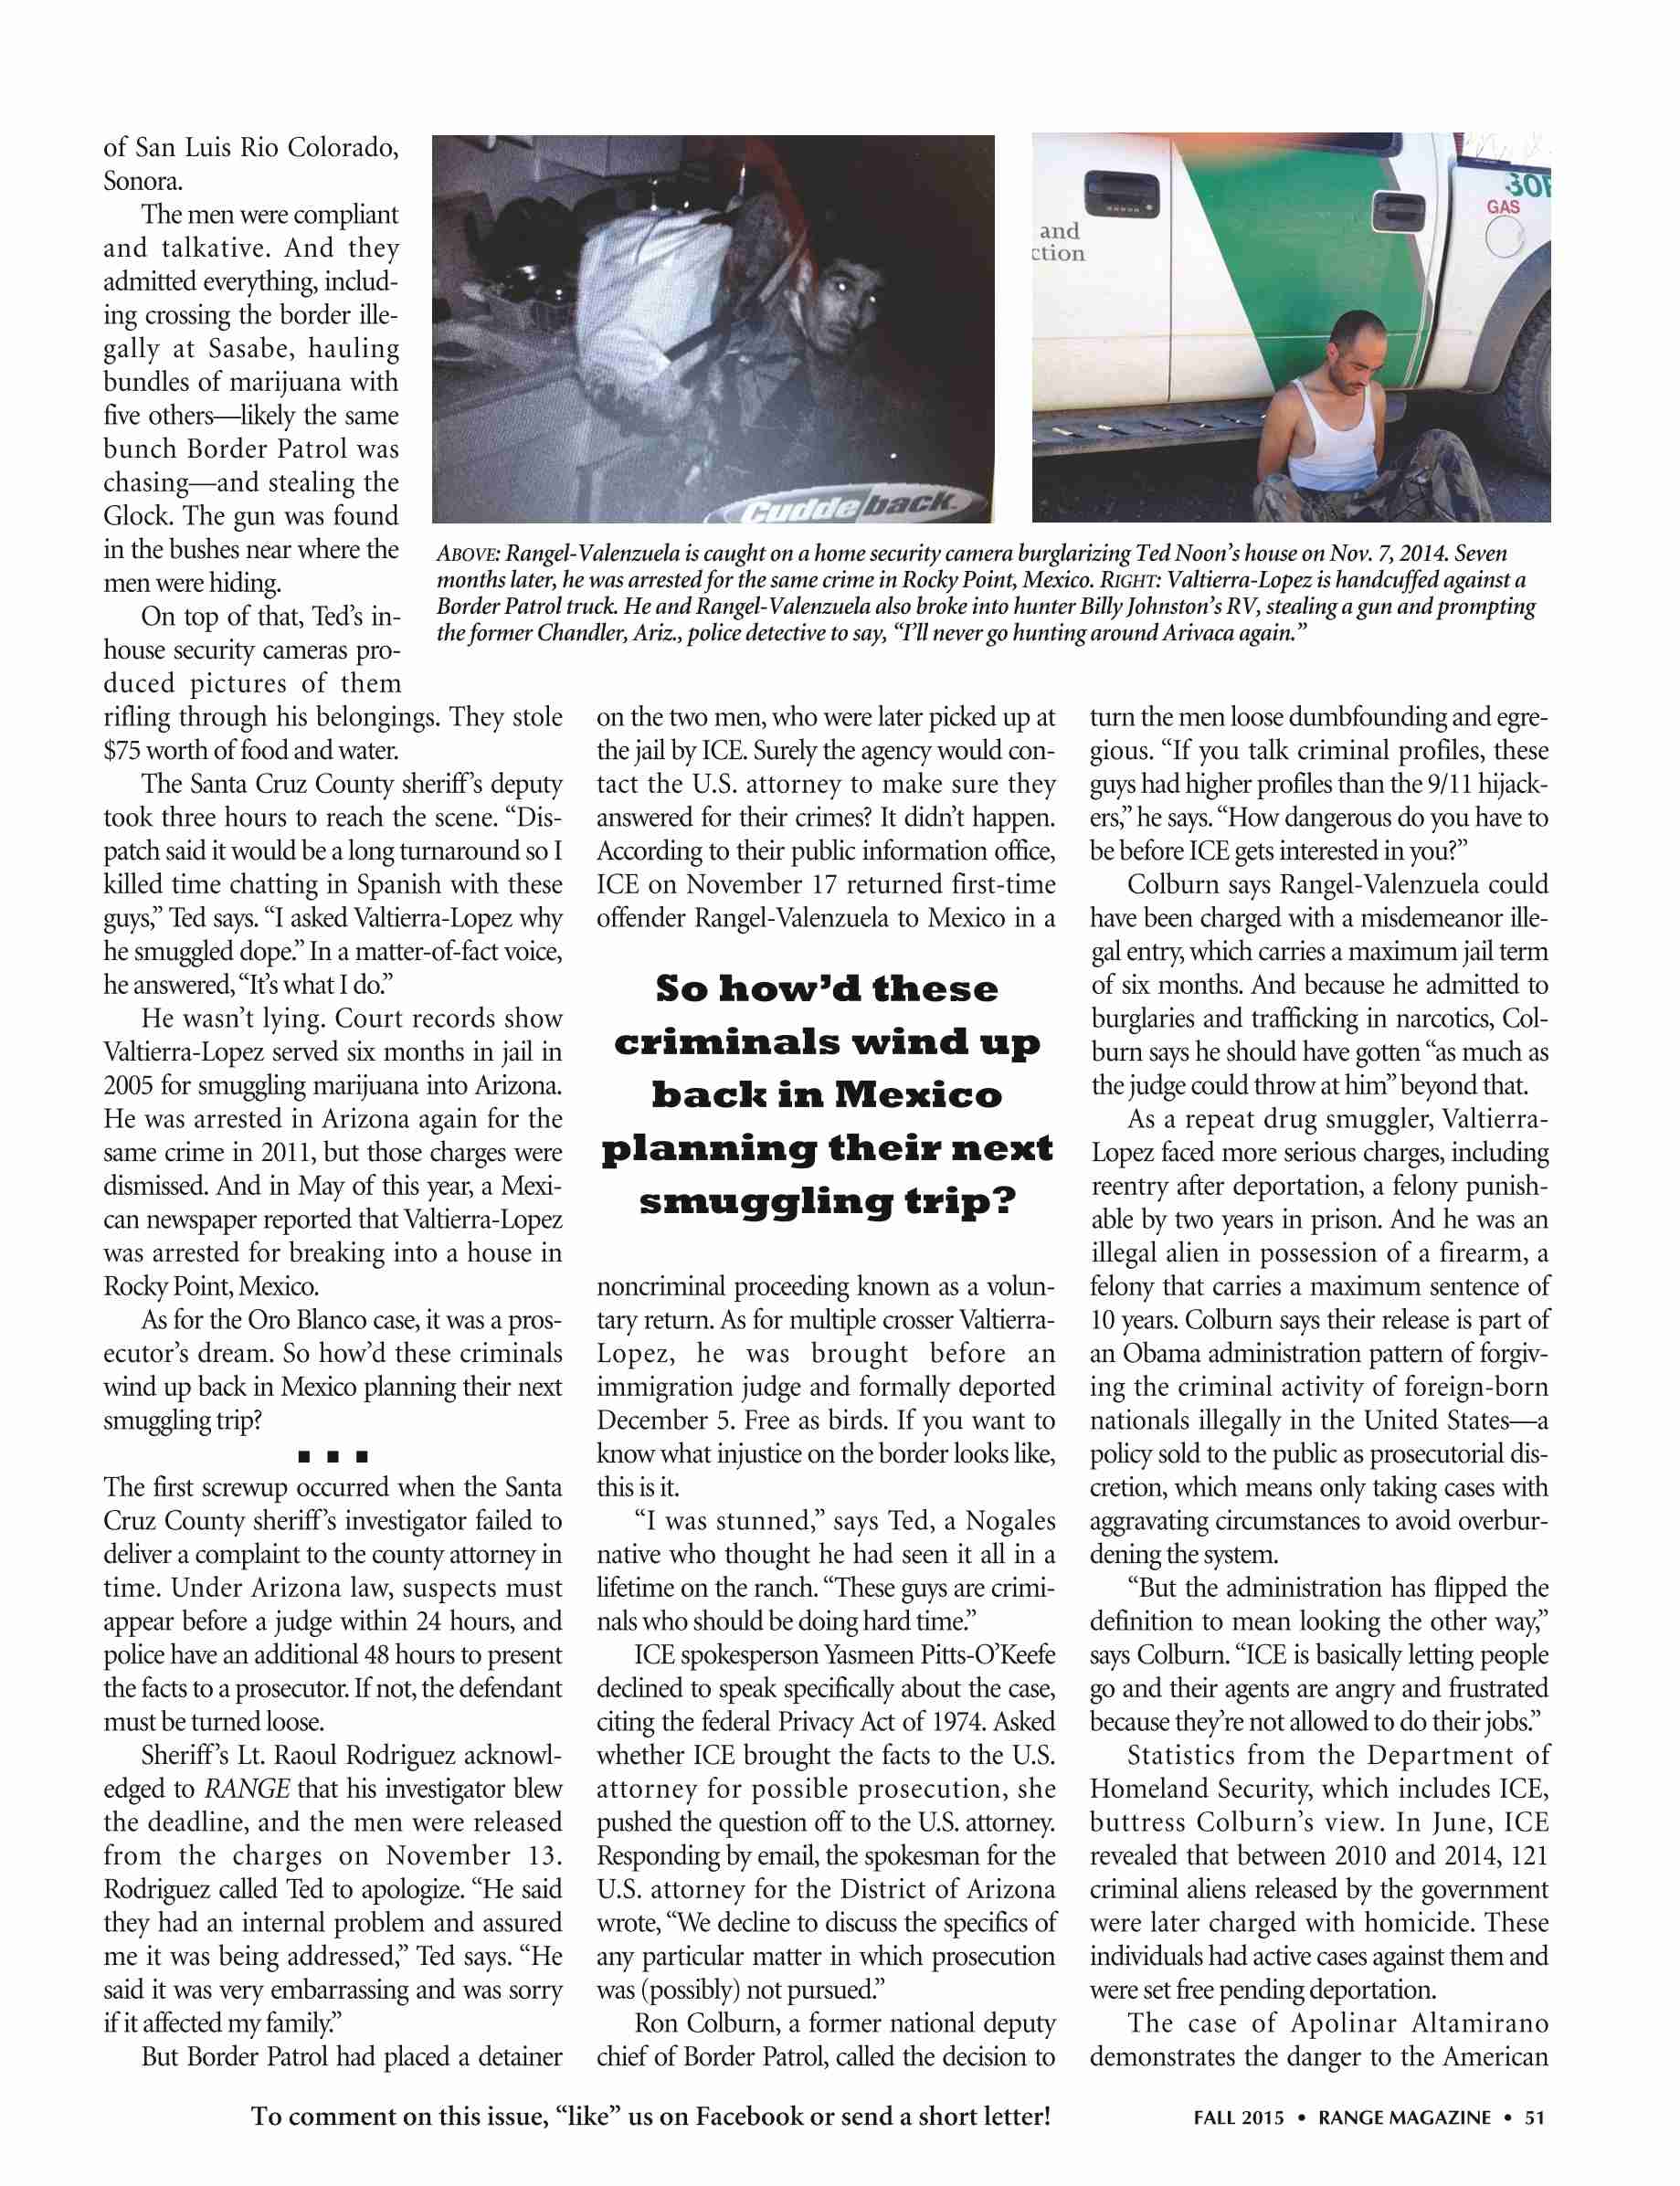 of San Luis Rio Colorado,
Sonora.
The men were compliant
and talkative. And they
admitted everything, includ-
ing crossing the border ille-
gally at Sasabe, hauling
bundles of marijuana with
five others—likely the same
bunch Border Patrol was
chasing—and stealing the
Glock. The gun was found
in the bushes near where the
men were hiding.
On top of that, Ted's in-
house security cameras pro-
duced pictures of them
rifling through his belongings. They stole
$75 worth of food and water.
The Santa Cruz County sheriff's deputy
took three hours to reach the scene. "Dis-
patch said it would be a long turnaround so I
killed time chatting in Spanish with these
guys," Ted says. "I asked Valtierra-Lopez why
he smuggled dope." In a matter-of-fact voice,
he answered, "It's what I do."
He wasn't lying. Court records show
Valtierra-Lopez served six months in jail in
2005 for smuggling marijuana into Arizona.
He was arrested in Arizona again for the
same crime in 2011, but those charges were
dismissed. And in May of this year, a Mexi-
can newspaper reported that Valtierra-Lopez
was arrested for breaking into a house in
Rocky Point, Mexico.
As for the Oro Blanco case, it was a pros-
ecutor's dream. So how'd these criminals
wind up back in Mexico planning their next
smuggling trip?
■ ■ ■
The first screwup occurred when the Santa
Cruz County sheriff's investigator failed to
deliver a complaint to the county attorney in
time. Under Arizona law, suspects must
appear before a judge within 24 hours, and
police have an additional 48 hours to present
the facts to a prosecutor. If not, the defendant
must be turned loose.
Sheriff's Lt. Raoul Rodriguez acknowl-
edged to RANGE that his investigator blew
the deadline, and the men were released
from the charges on November 13.
Rodriguez called Ted to apologize. "He said
they had an internal problem and assured
me it was being addressed," Ted says. "He
said it was very embarrassing and was sorry
if it affected my family."
But Border Patrol had placed a detainer
Cuddeback
and
ction
BOR
GAS
ABOVE: Rangel-Valenzuela is caught on a home security camera burglarizing Ted Noon's house on Nov. 7, 2014. Seven
months later, he was arrested for the same crime in Rocky Point, Mexico. RIGHT: Valtierra-Lopez is handcuffed against a
Border Patrol truck. He and Rangel-Valenzuela also broke into hunter Billy Johnston's RV, stealing a gun and prompting
the former Chandler, Ariz., police detective to say, "I'll never go hunting around Arivaca again."
on the two men, who were later picked up at
the jail by ICE. Surely the agency would con-
tact the U.S. attorney to make sure they
answered for their crimes? It didn't happen.
According to their public information office,
ICE on November 17 returned first-time
offender Rangel-Valenzuela to Mexico in a
So how'd these
criminals wind up
back in Mexico
planning their next
smuggling trip?
noncriminal proceeding known as a volun-
tary return. As for multiple crosser Valtierra-
Lopez, he was brought before an
immigration judge and formally deported
December 5. Free as birds. If you want to
know what injustice on the border looks like,
this is it.
"I was stunned," says Ted, a Nogales
native who thought he had seen it all in a
lifetime on the ranch. "These guys are crimi-
nals who should be doing hard time."
ICE spokesperson Yasmeen Pitts-O'Keefe
declined to speak specifically about the case,
citing the federal Privacy Act of 1974. Asked
whether ICE brought the facts to the U.S.
attorney for possible prosecution, she
pushed the question off to the U.S. attorney.
Responding by email, the spokesman for the
U.S. attorney for the District of Arizona
wrote, "We decline to discuss the specifics of
any particular matter in which prosecution
was (possibly) not pursued."
Ron Colburn, a former national deputy
chief of Border Patrol, called the decision to
turn the men loose dumbfounding and egre-
gious. "If you talk criminal profiles, these
guys had higher profiles than the 9/11 hijack-
ers," he says. "How dangerous do you have to
be before ICE gets interested in you?"
Colburn says Rangel-Valenzuela could
have been charged with a misdemeanor ille-
gal entry, which carries a maximum jail term
of six months. And because he admitted to
burglaries and trafficking in narcotics, Col-
burn says he should have gotten "as much as
the judge could throw at him" beyond that.
As a repeat drug smuggler, Valtierra-
Lopez faced more serious charges, including
reentry after deportation, a felony punish-
able by two years in prison. And he was an
illegal alien in possession of a firearm, a
felony that carries a maximum sentence of
10 years. Colburn says their release is part of
an Obama administration pattern of forgiv-
ing the criminal activity of foreign-born
nationals illegally in the United States—a
policy sold to the public as prosecutorial dis-
cretion, which means only taking cases with
aggravating circumstances to avoid overbur-
dening the system.
"But the administration has flipped the
definition to mean looking the other way,"
says Colburn. "ICE is basically letting people
go and their agents are angry and frustrated
because they're not allowed to do their jobs."
Statistics from the Department of
Homeland Security, which includes ICE,
buttress Colburn's view. In June, ICE
revealed that between 2010 and 2014, 121
criminal aliens released by the government
were later charged with homicide. These
individuals had active cases against them and
were set free pending deportation.
The case of Apolinar Altamirano
demonstrates the danger to the American
To comment on this issue, "like" us on Facebook or send a short letter!
FALL 2015 • RANGE MAGAZINE • 51